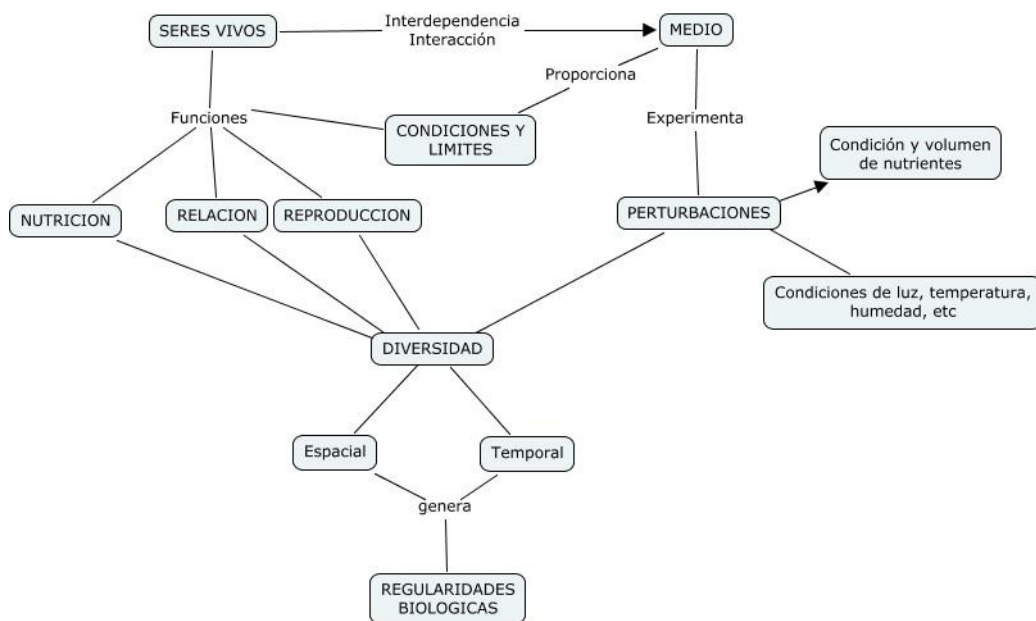 SERES VIVOS
Interdependencia
Interacción
MEDIO
Proporciona
Funciones
CONDICIONES Y
LIMITES
Experimenta
Condición y volumen
de nutrientes
NUTRICION
RELACION
REPRODUCCION
PERTURBACIONES
Condiciones de luz, temperatura,
humedad, etc
DIVERSIDAD
Espacial
Temporal
genera
REGULARIDADES
BIOLOGICAS